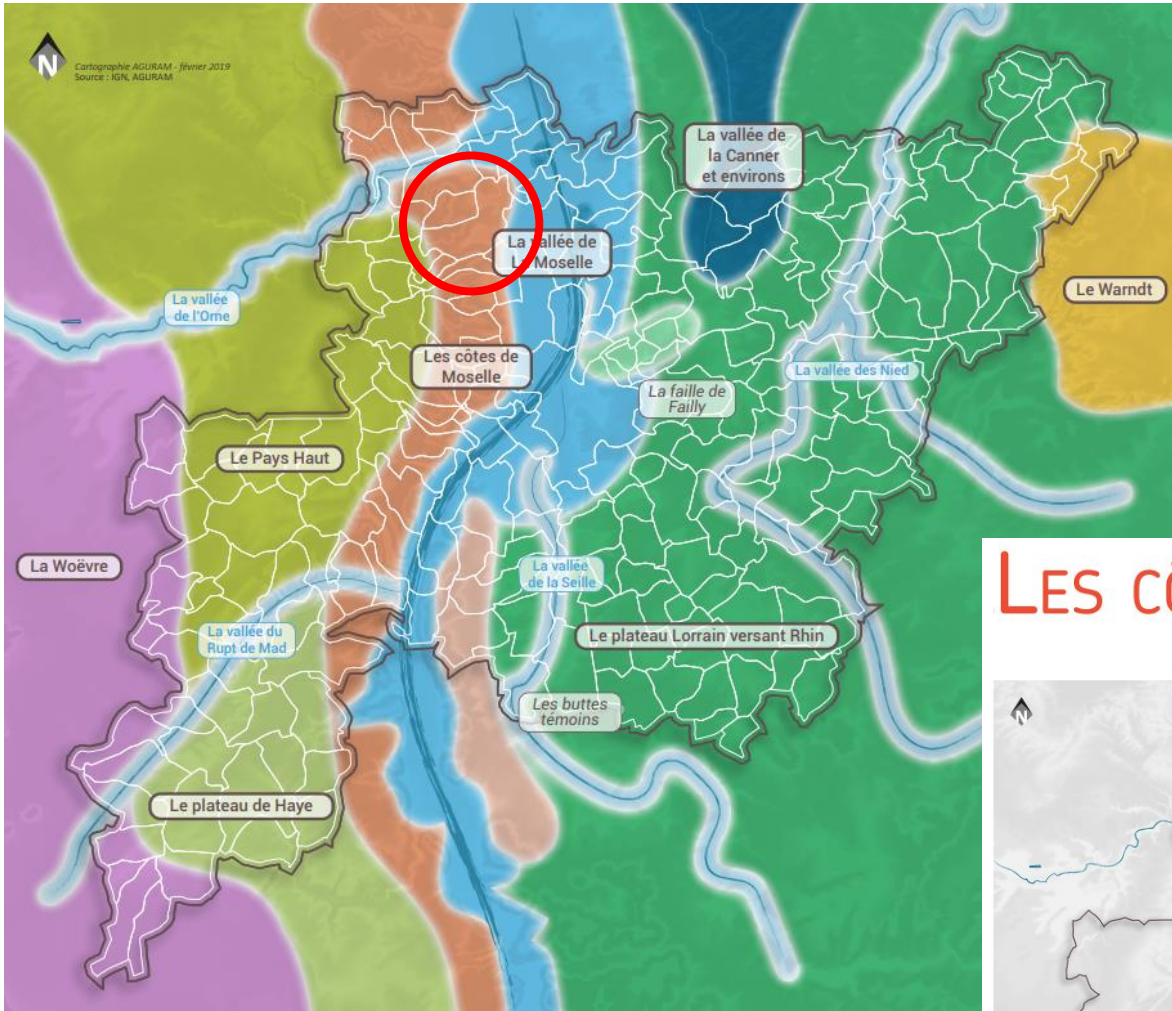 N
Cartographie AGURAM - février 2019
Source : IGN, AGURAM
La vallée de
la Canner
et environs
La vallée de
La Moselle
Le Warndt
La vallée
de l'Orne
Les côtes de
Moselle
La vallée des Nied
La faille de
Failly
Le Pays Haut
La Woëvre
La vallée
de la Seille
LES CÔ
La vallée du
Rupt de Mad
Le plateau Lorrain versant Rhin
Les buttes
témoins
N
Le plateau de Haye